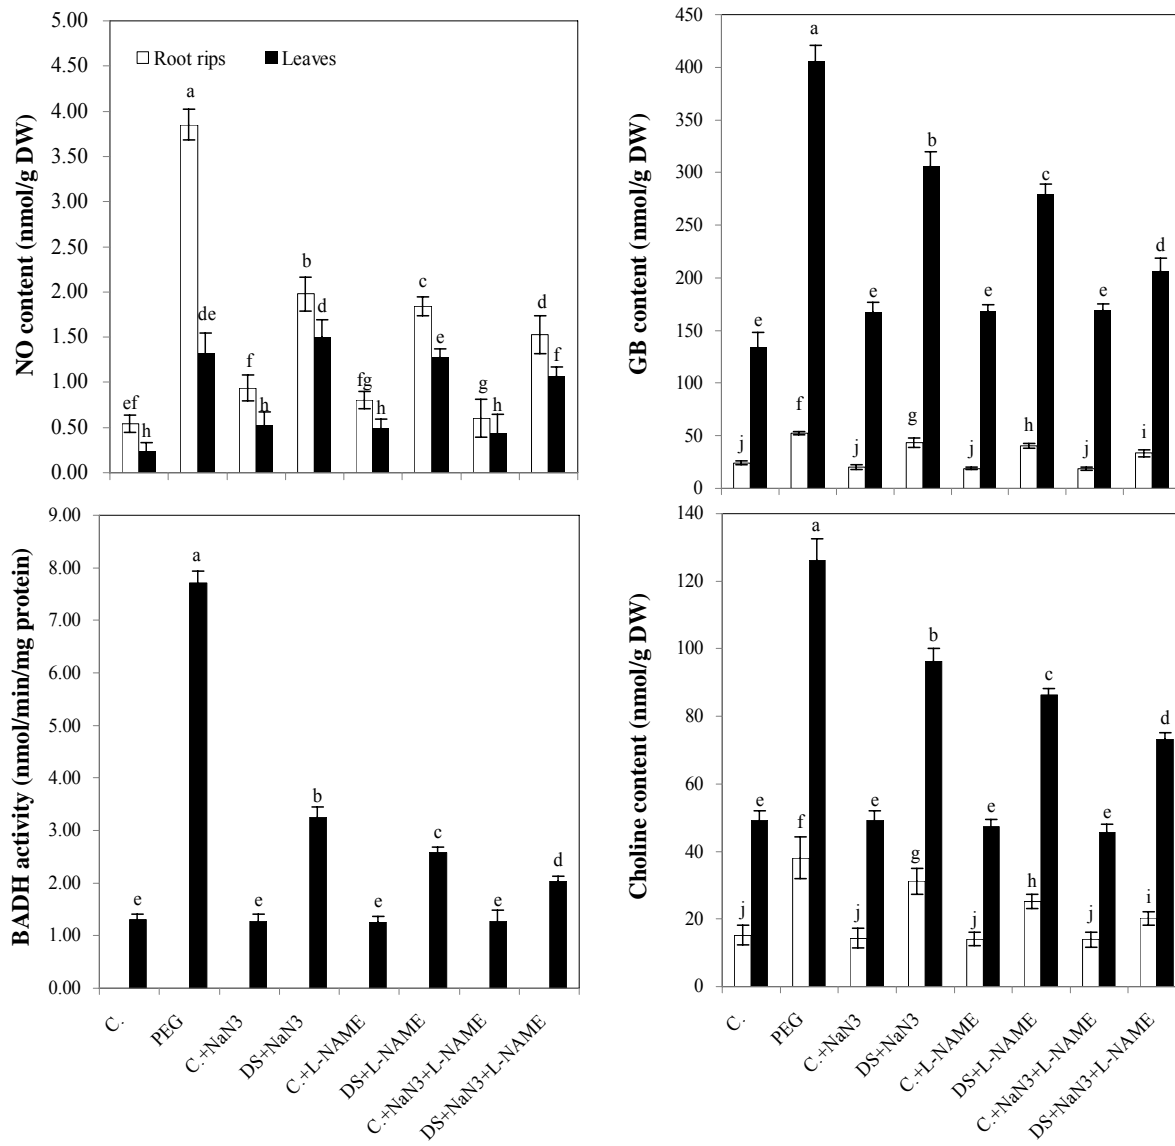 NO content (nmol/g DW)
5.00
4.50
4.00
3.50
3.00
2.50
2.00
1.50
1.00
0.50
0.00
Root rips
Leaves
ef
h
a
de
f
h
b
d
fg
h
c
e
g
h
d
f
GB content (nmol/g DW)
450
400
350
300
250
200
150
100
50
0
j
e
f
a
j
e
g
b
j
e
h
c
j
e
i
d
BADH activity (nmol/min/mg protein)
9.00
8.00
7.00
6.00
5.00
4.00
3.00
2.00
1.00
0.00
e
a
e
b
e
c
e
d
C.
PEG
C.+NaN3
DS+NaN3
C.+L-NAME
DS+L-NAME
C.+NaN3+L-NAME
DS+NaN3+L-NAME
Choline content (nmol/g DW)
140
120
100
80
60
40
20
0
j
e
f
a
j
e
g
b
j
e
h
c
j
e
i
d
C.
PEG
C.+NaN3
DS+NaN3
C.+L-NAME
DS+L-NAME
C.+NaN3+L-NAME
DS+NaN3+L-NAME